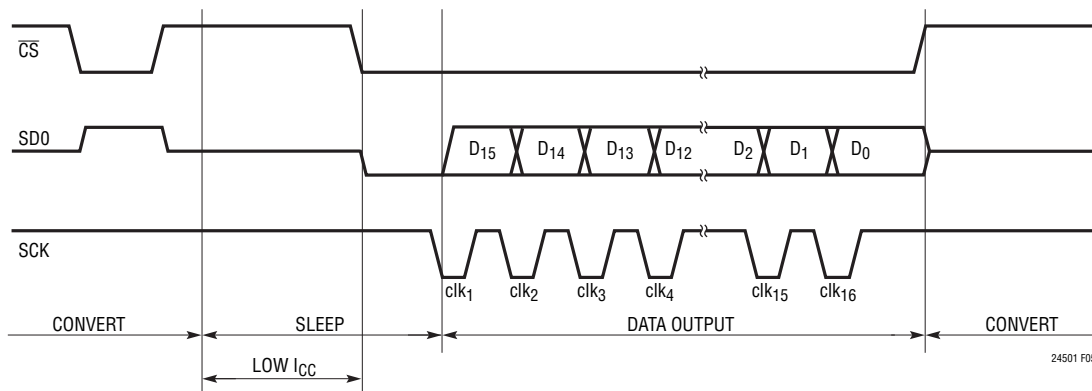 CS
SD0
D15 D14 D13 D12 D2 D1 D0
SCK
clk1 clk2 clk3 clk4 clk15 clk16
CONVERT SLEEP DATA OUTPUT CONVERT
LOW ICC